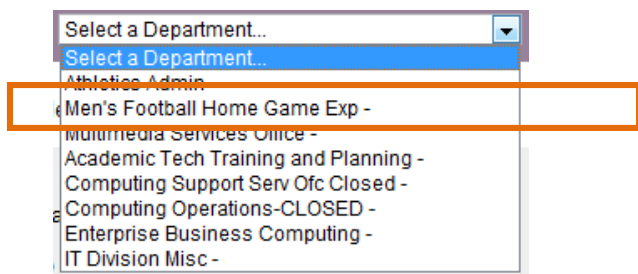 Select a Department...
Select a Department...
Athletics Admin
Men's Football Home Game Exp -
Multimedia Services Office -
Academic Tech Training and Planning -
Computing Support Serv Ofc Closed -
Computing Operations-CLOSED -
Enterprise Business Computing -
IT Division Misc -